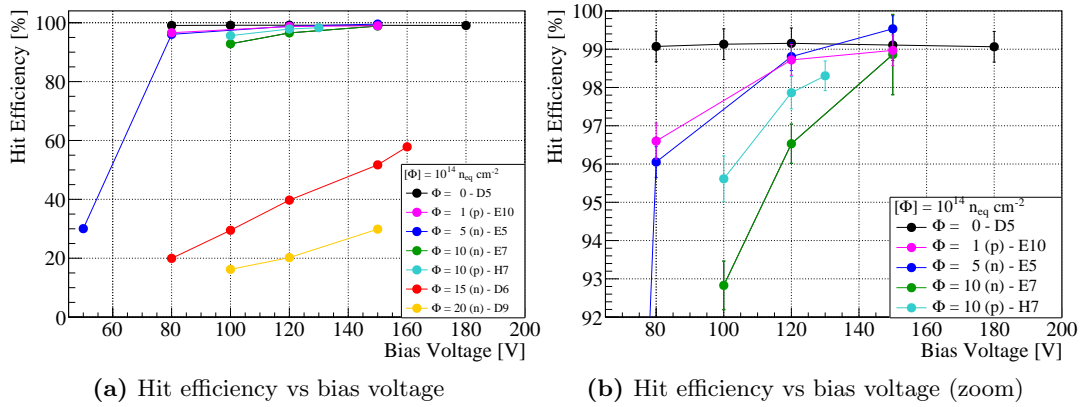 Hit Efficiency [%]
100
80
60
40
20
0
60 80 100 120 140 160 180 200
Bias Voltage [V]
[Φ] = 10^14 n_eq cm^-2
Φ = 0 - D5
Φ = 1 (p) - E10
Φ = 5 (n) - E5
Φ = 10 (n) - E7
Φ = 10 (p) - H7
Φ = 15 (n) - D6
Φ = 20 (n) - D9
(a) Hit efficiency vs bias voltage
Hit Efficiency [%]
100
99
98
97
96
95
94
93
92
80 100 120 140 160 180 200
Bias Voltage [V]
[Φ] = 10^14 n_eq cm^-2
Φ = 0 - D5
Φ = 1 (p) - E10
Φ = 5 (n) - E5
Φ = 10 (n) - E7
Φ = 10 (p) - H7
(b) Hit efficiency vs bias voltage (zoom)